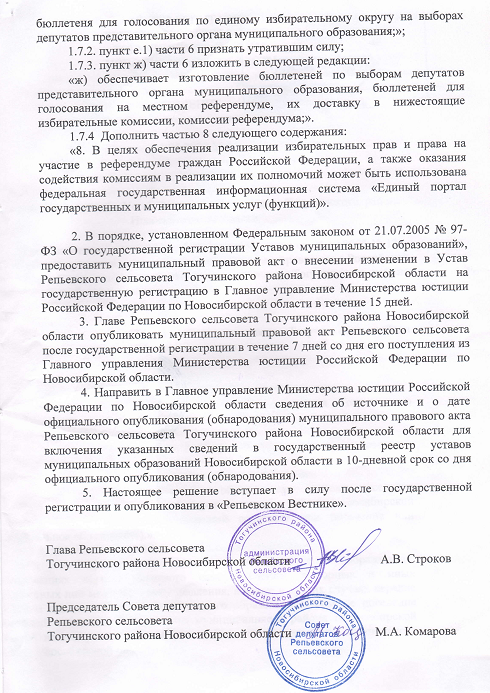 бюллетеня для голосования по единому избирательному округу на выборах
депутатов представительного органа муниципального образования;»;
1.7.2. пункт е.1) части 6 признать утратившим силу;
1.7.3. пункт ж) части 6 изложить в следующей редакции:
«ж) обеспечивает изготовление бюллетеней по выборам депутатов
представительного органа муниципального образования, бюллетеней для
голосования на местном референдуме, их доставку в нижестоящие
избирательные комиссии, комиссии референдума;».
1.7.4 Дополнить частью 8 следующего содержания:
«8. В целях обеспечения реализации избирательных прав и права на
участие в референдуме граждан Российской Федерации, а также оказания
содействия комиссиям в реализации их полномочий может быть использована
федеральная государственная информационная система «Единый портал
государственных и муниципальных услуг (функций)».
2. В порядке, установленном Федеральным законом от 21.07.2005 № 97-
ФЗ «О государственной регистрации Уставов муниципальных образований»,
предоставить муниципальный правовой акт о внесении изменении в Устав
Репьевского сельсовета Тогучинского района Новосибирской области на
государственную регистрацию в Главное управление Министерства юстиции
Российской Федерации по Новосибирской области в течение 15 дней.
3. Главе Репьевского сельсовета Тогучинского района Новосибирской
области опубликовать муниципальный правовой акт Репьевского сельсовета
после государственной регистрации в течение 7 дней со дня его поступления из
Главного управления Министерства юстиции Российской Федерации по
Новосибирской области.
4. Направить в Главное управление Министерства юстиции Российской
Федерации по Новосибирской области сведения об источнике и о дате
официального опубликования (обнародования) муниципального правового акта
Репьевского сельсовета Тогучинского района Новосибирской области для
включения указанных сведений в государственный реестр уставов
муниципальных образований Новосибирской области в 10-дневной срок со дня
официального опубликования (обнародования).
5. Настоящее решение вступает в силу после государственной
регистрации и опубликования в «Репьевском Вестнике».
Глава Репьевского сельсовета
Тогучинского района Новосибирской области А.В. Строков
Тогучинского района
администрация
сельсовета
Новосибирской области
Председатель Совета депутатов
Репьевского сельсовета
Тогучинского района Новосибирской области М.А. Комарова
Тогучинского района
Совет
депутатов
Репьевского
сельсовета
Новосибирской области